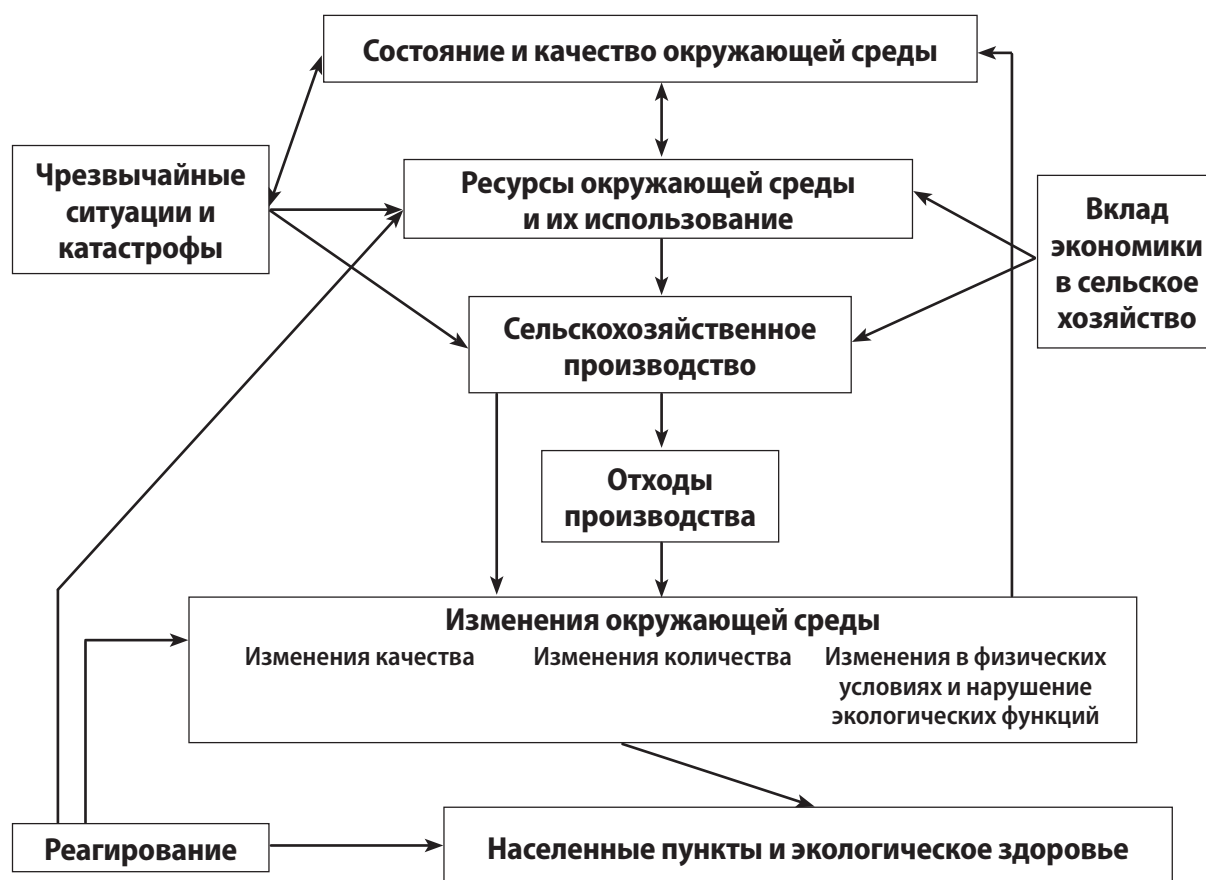 Состояние и качество окружающей среды
Чрезвычайные
ситуации и
катастрофы
Ресурсы окружающей среды
и их использование
Вклад
экономики
в сельское
хозяйство
Сельскохозяйственное
производство
Отходы
производства
Изменения окружающей среды
Изменения качества
Изменения количества
Изменения в физических
условиях и нарушение
экологических функций
Реагирование
Населенные пункты и экологическое здоровье